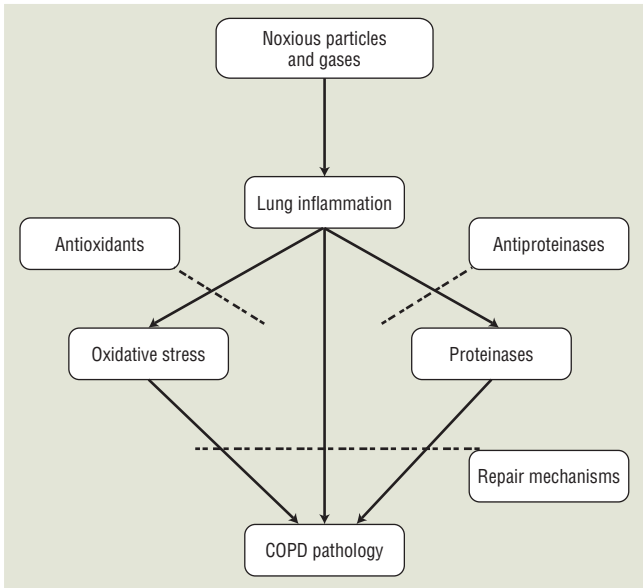 Noxious particles
and gases
Lung inflammation
Antioxidants
Antiproteinases
Oxidative stress
Proteinases
Repair mechanisms
COPD pathology